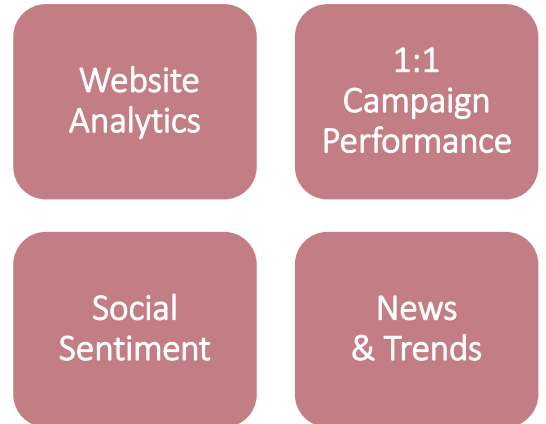 Website
Analytics
1:1
Campaign
Performance
Social
Sentiment
News
& Trends